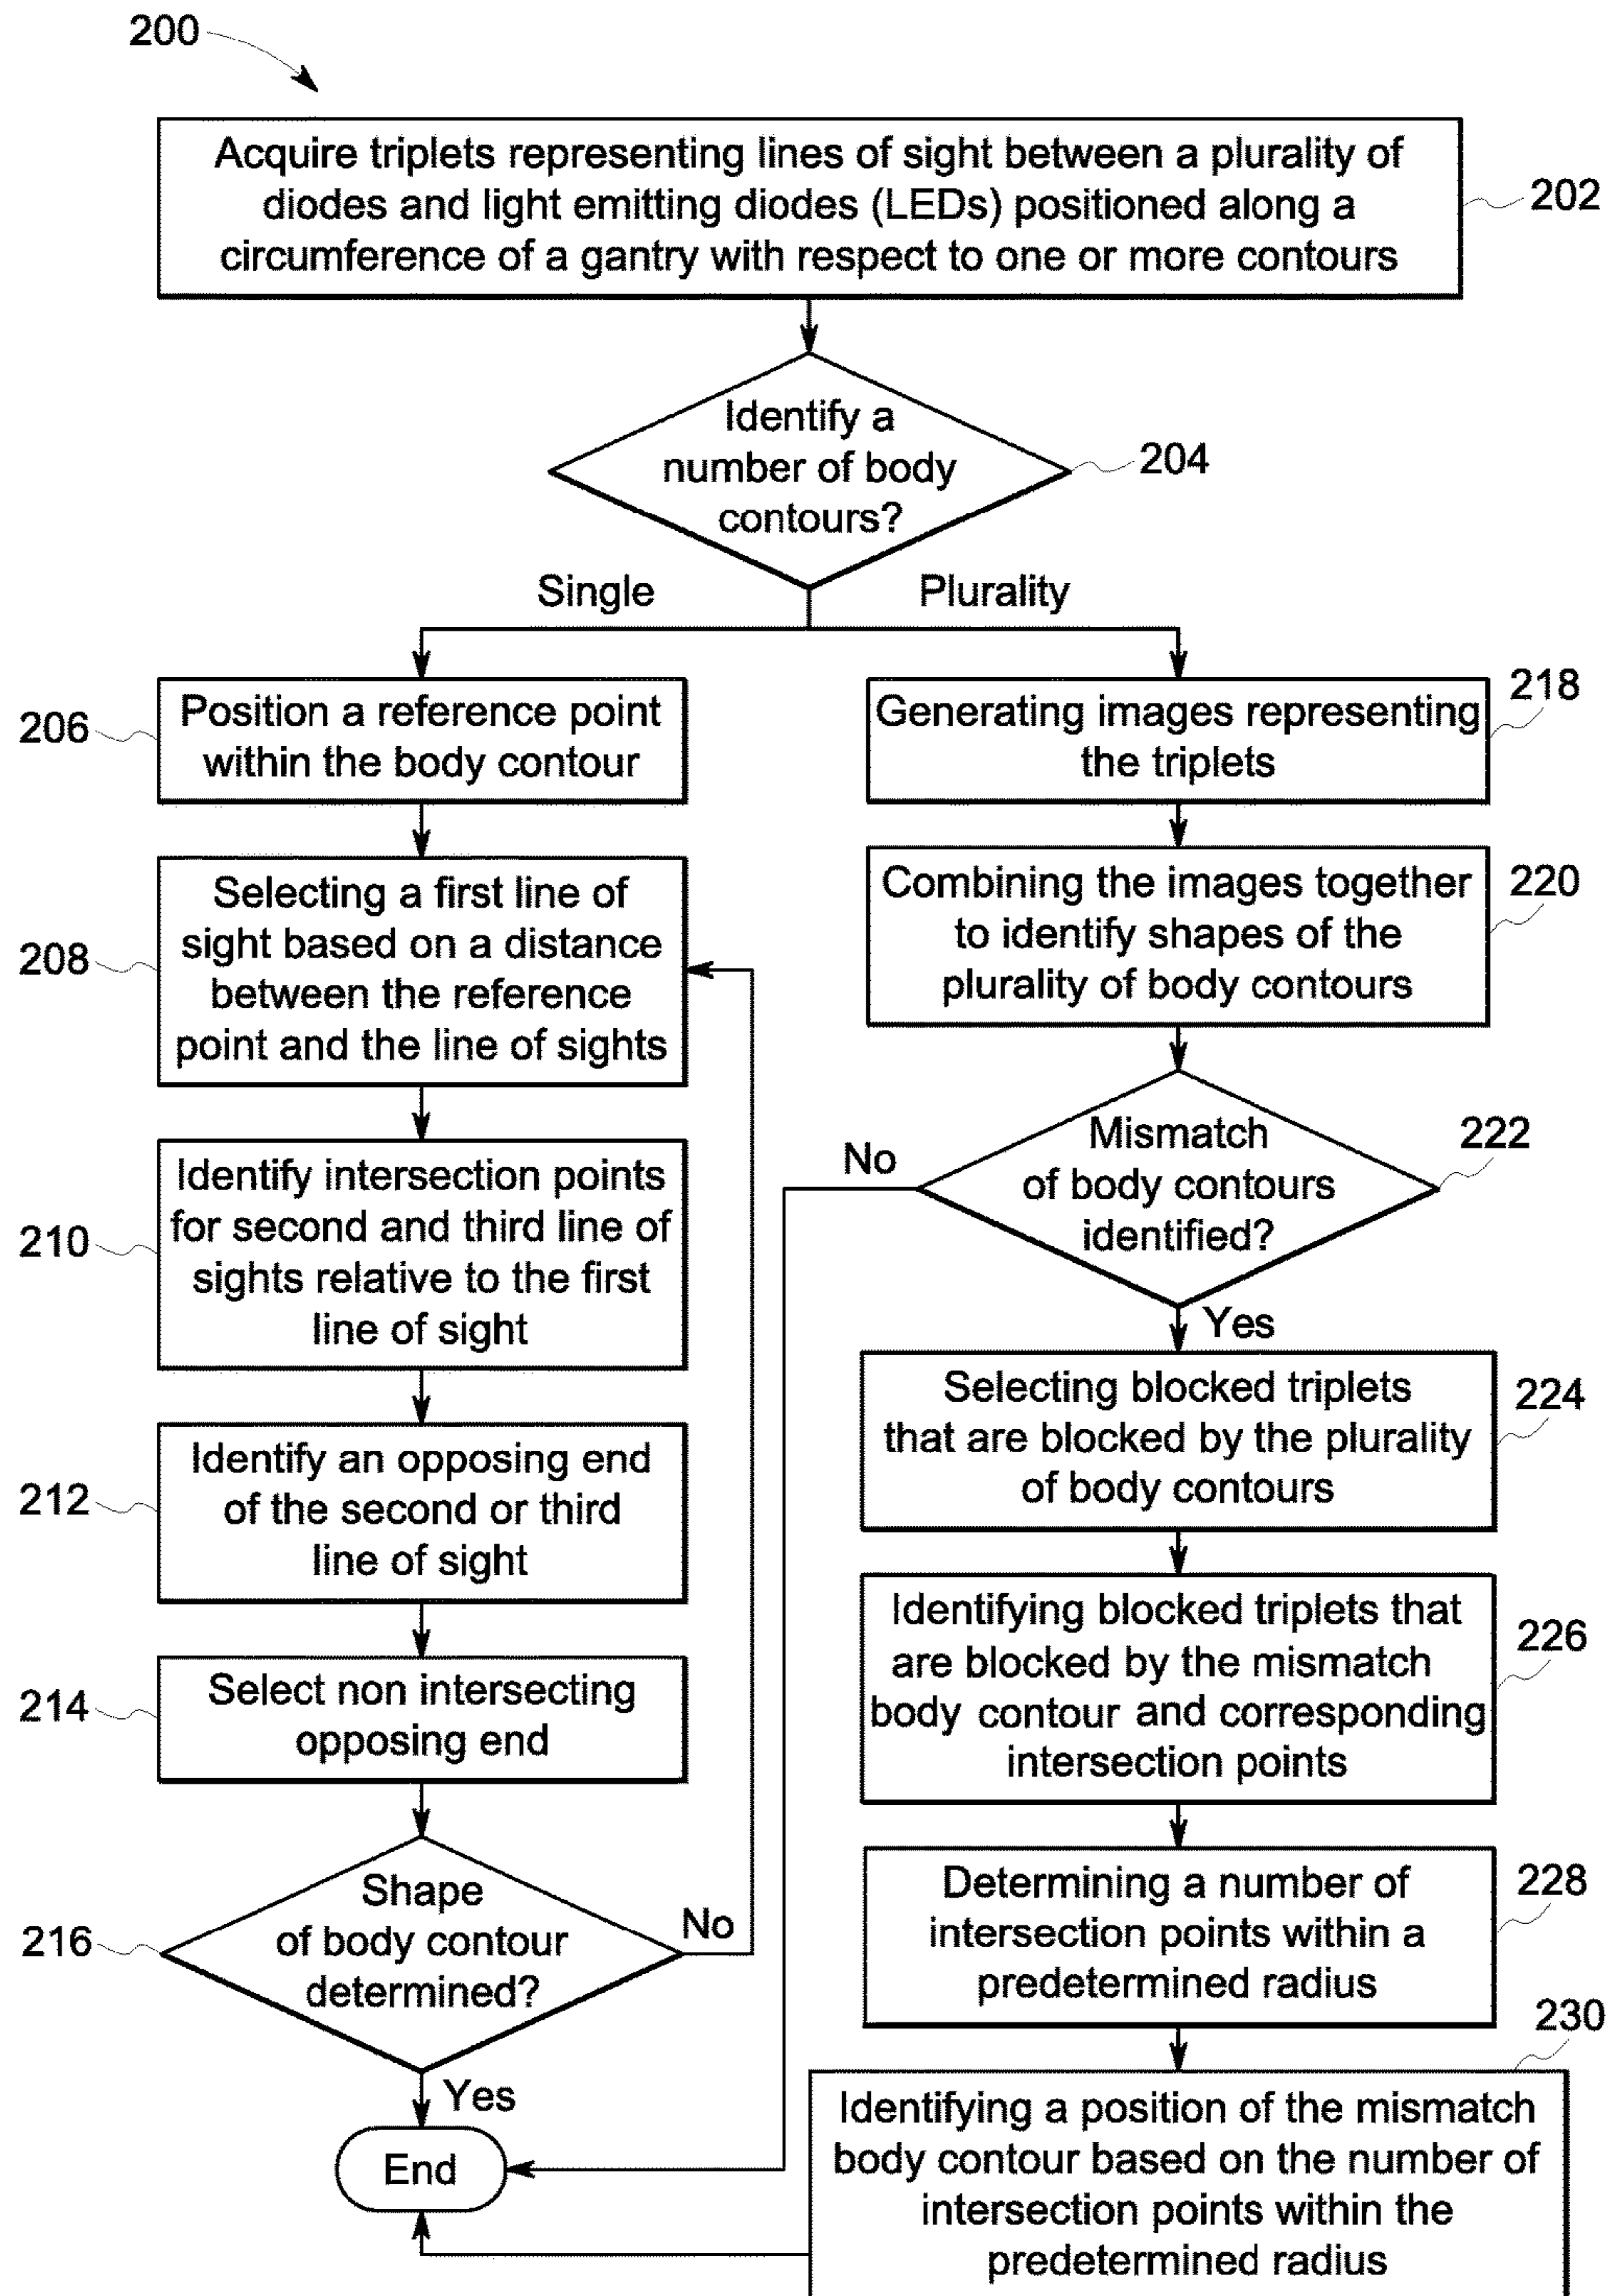 200
Acquire triplets representing lines of sight between a plurality of
diodes and light emitting diodes (LEDs) positioned along a
circumference of a gantry with respect to one or more contours
202
Identify a
number of body
contours?
204
Single
Plurality
206
Position a reference point
within the body contour
208
Selecting a first line of
sight based on a distance
between the reference
point and the line of sights
210
Identify intersection points
for second and third line of
sights relative to the first
line of sight
212
Identify an opposing end
of the second or third
line of sight
214
Select non intersecting
opposing end
216
Shape
of body contour
determined?
No
Yes
End
Generating images representing
the triplets
218
Combining the images together
to identify shapes of the
plurality of body contours
220
Mismatch
of body contours
identified?
222
No
Yes
Selecting blocked triplets
that are blocked by the plurality
of body contours
224
Identifying blocked triplets that
are blocked by the mismatch
body contour and corresponding
intersection points
226
Determining a number of
intersection points within a
predetermined radius
228
230
Identifying a position of the mismatch
body contour based on the number of
intersection points within the
predetermined radius